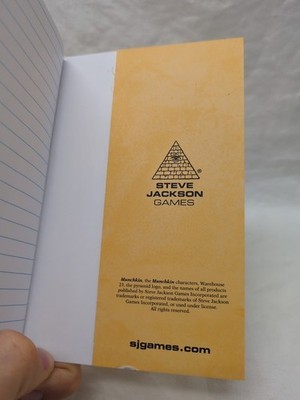 ®
STEVE
JACKSON
GAMES
Munchkin, the Munchkin characters, Warehouse
23, the pyramid logo, and the names of all products
published by Steve Jackson Games Incorporated are
trademarks or registered trademarks of Steve Jackson
Games Incorporated, or used under license.
All rights reserved.
sjgames.com